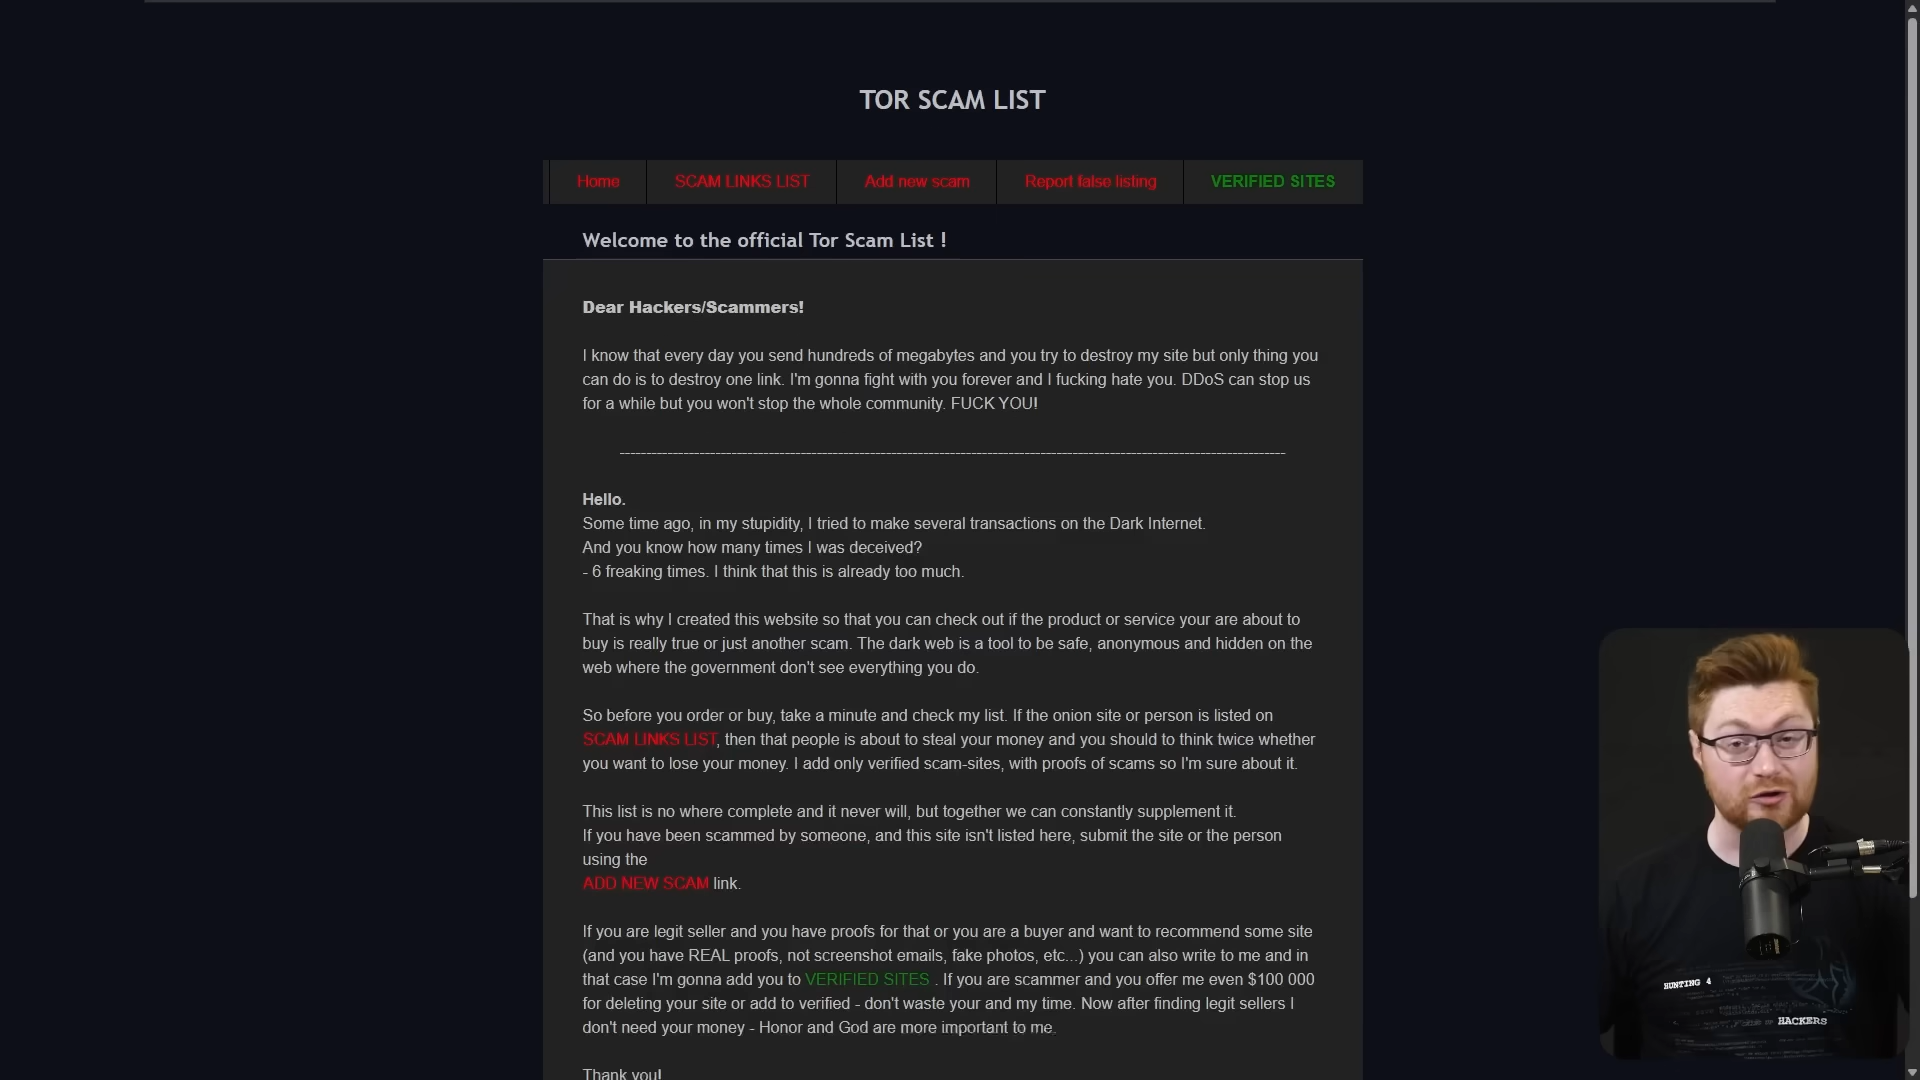 TOR SCAM LIST
Home SCAM LINKS LIST Add new scam Report false listing VERIFIED SITES
Welcome to the official Tor Scam List !
Dear Hackers/Scammers!
I know that every day you send hundreds of megabytes and you try to destroy my site but only thing you
can do is to destroy one link. I'm gonna fight with you forever and I fucking hate you. DDoS can stop us
for a while but you won't stop the whole community. FUCK YOU!
Hello.
Some time ago, in my stupidity, I tried to make several transactions on the Dark Internet.
And you know how many times I was deceived?
- 6 freaking times. I think that this is already too much.
That is why I created this website so that you can check out if the product or service your are about to
buy is really true or just another scam. The dark web is a tool to be safe, anonymous and hidden on the
web where the government don't see everything you do.
So before you order or buy, take a minute and check my list. If the onion site or person is listed on
SCAM LINKS LIST, then that people is about to steal your money and you should to think twice whether
you want to lose your money. I add only verified scam-sites, with proofs of scams so I'm sure about it.
This list is no where complete and it never will, but together we can constantly supplement it.
If you have been scammed by someone, and this site isn't listed here, submit the site or the person
using the
ADD NEW SCAM link.
If you are legit seller and you have proofs for that or you are a buyer and want to recommend some site
(and you have REAL proofs, not screenshot emails, fake photos, etc...) you can also write to me and in
that case I'm gonna add you to VERIFIED SITES . If you are scammer and you offer me even $100 000
for deleting your site or add to verified - don't waste your and my time. Now after finding legit sellers I
don't need your money - Honor and God are more important to me.
Thank you!
HUNTING 4
HACKERS